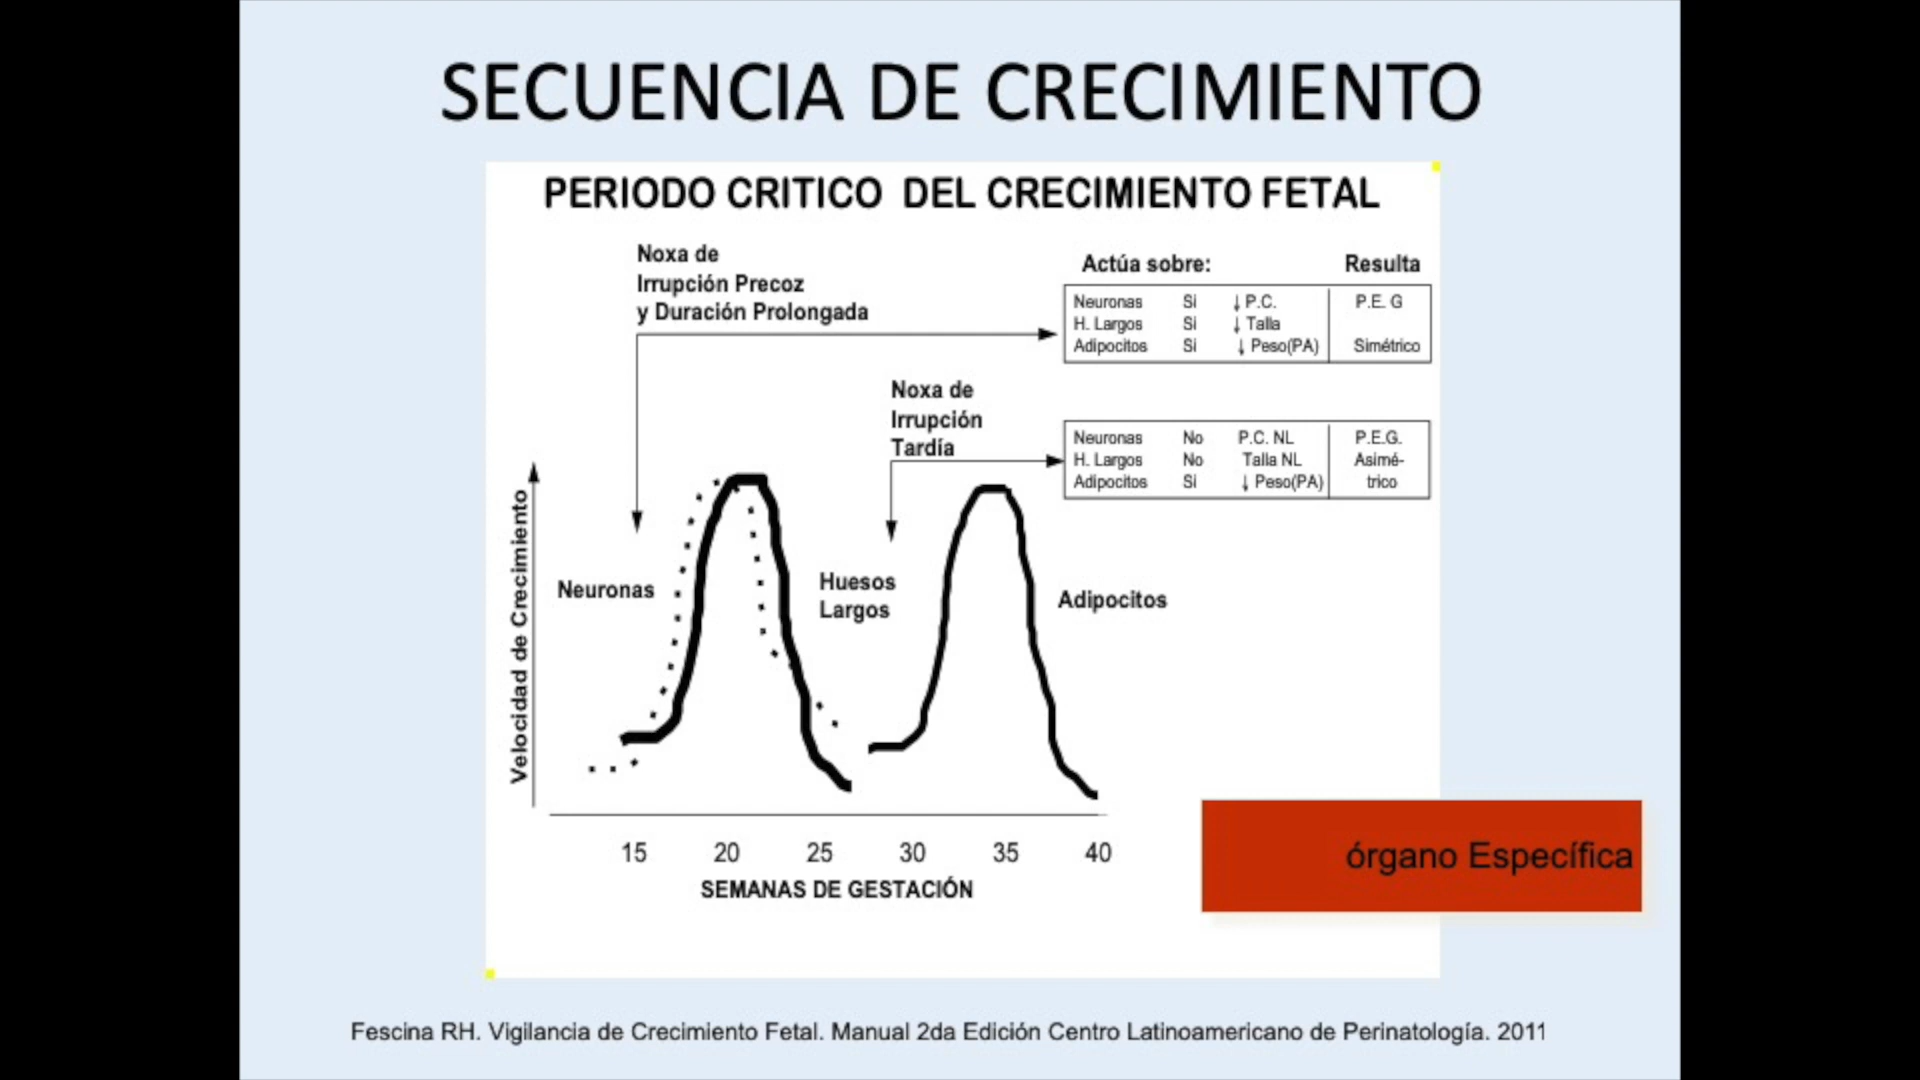 SECUENCIA DE CRECIMIENTO
PERIODO CRITICO DEL CRECIMIENTO FETAL
Noxa de
Irrupción Precoz
y Duración Prolongada
Actúa sobre: Resulta
Neuronas Si ↓ P.C. P.E. G
H. Largos Si ↓ Talla
Adipocitos Si ↓ Peso(PA) Simétrico
Noxa de
Irrupción
Tardía
Neuronas No P.C. NL P.E.G.
H. Largos No Talla NL Asimé-
Adipocitos Si ↓ Peso(PA) trico
Velocidad de Crecimiento
Neuronas
Huesos
Largos
Adipocitos
15 20 25 30 35 40
SEMANAS DE GESTACIÓN
órgano Específica
Fescina RH. Vigilancia de Crecimiento Fetal. Manual 2da Edición Centro Latinoamericano de Perinatología. 2011